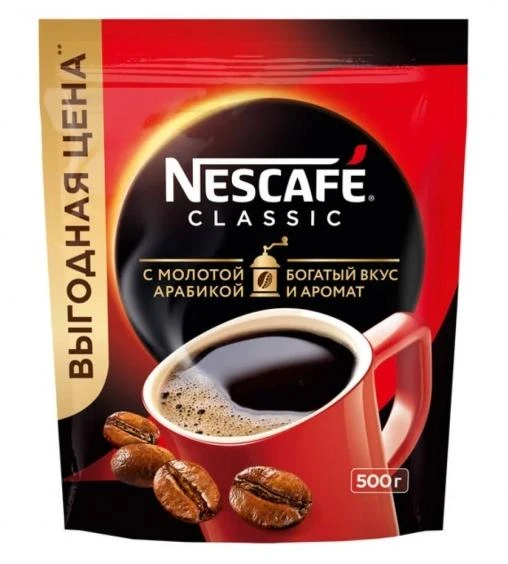 ВЫГОДНАЯ ЦЕНА**
NESCAFÉ®
CLASSIC
С МОЛОТОЙ
АРАБИКОЙ
БОГАТЫЙ ВКУС
И АРОМАТ
500г